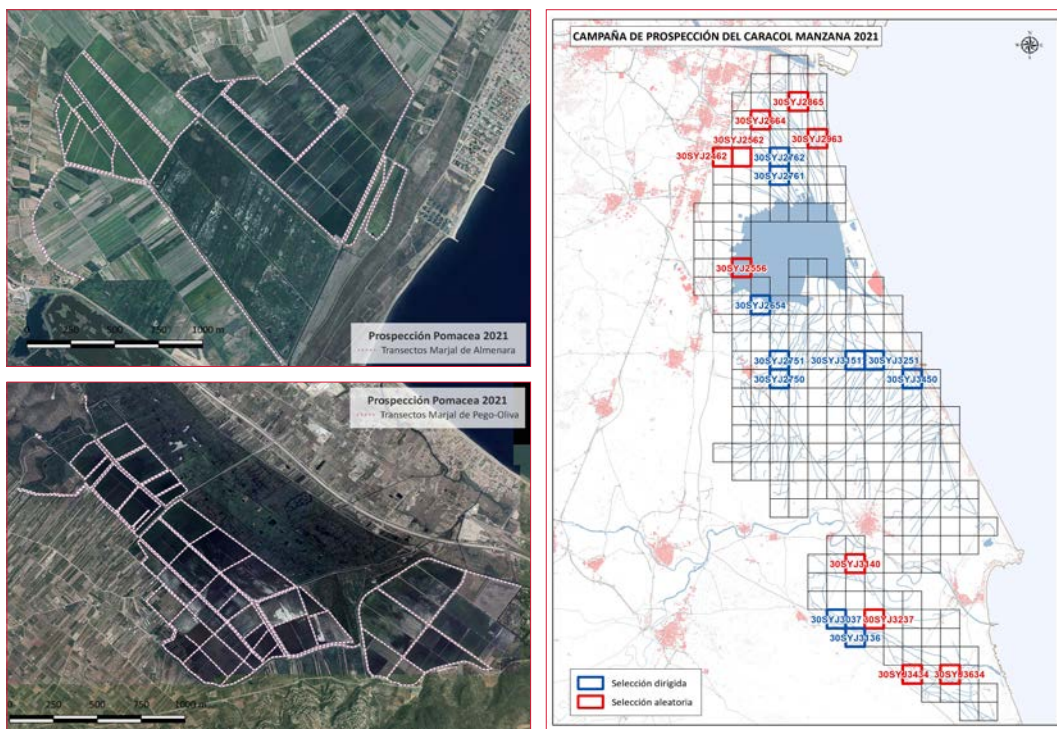 0 250 500 750 1000 m
Prospección Pomacea 2021
Transectos Marjal de Almenara
Prospección Pomacea 2021
Transectos Marjal de Pego-Oliva
0 250 500 750 1000 m
CAMPAÑA DE PROSPECCIÓN DEL CARACOL MANZANA 2021
30SYJ2865
30SYJ2664
30SYJ2963
30SYJ2562
30SYJ2462
30SYJ2762
30SYJ2761
30SYJ2556
30SYJ2654
30SYJ2751
30SYJ3151
30SYJ3251
30SYJ2750
30SYJ3450
30SYJ3140
30SYJ3037
30SYJ3237
30SYJ3136
30SYJ3434
30SYJ3634
Selección dirigida
Selección aleatoria